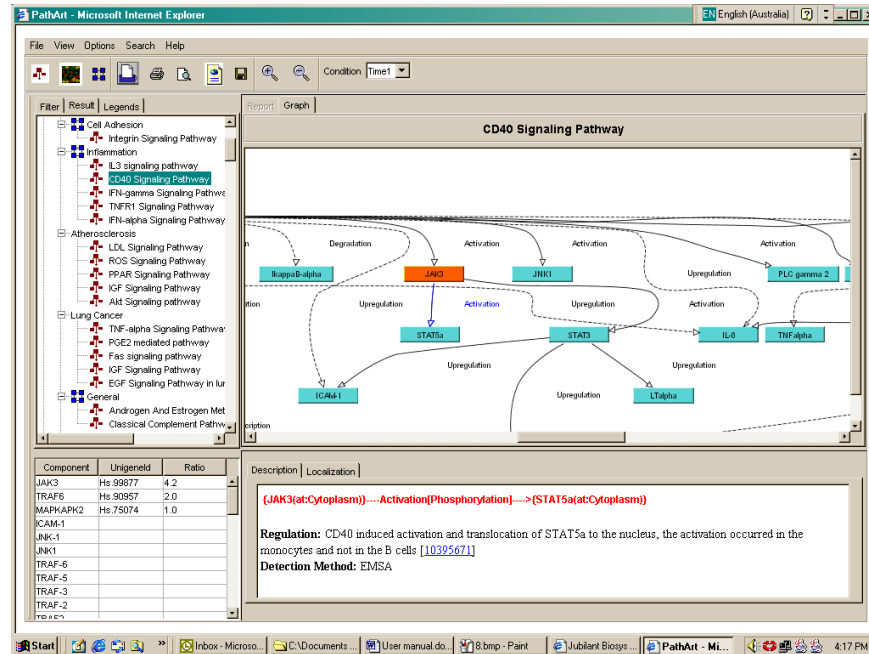 PathArt - Microsoft Internet Explorer
EN English (Australia)
File View Options Search Help
Condition Time1
Filter Result Legends
Cell Adhesion
Integrin Signaling Pathway
Inflammation
IL3 signaling pathway
CD40 Signaling Pathway
IFN-gamma Signaling Pathwa
TNFR1 Signaling Pathway
IFN-alpha Signaling Pathway
Atherosclerosis
LDL Signaling Pathway
ROS Signaling Pathway
PPAR Signaling Pathway
IGF Signaling Pathway
Akt Signaling pathway
Lung Cancer
TNF-alpha Signaling Pathwa
PGE2 mediated pathway
Fas signaling pathway
IGF Signaling Pathway
EGF Signaling Pathway in lur
General
Androgen And Estrogen Met
Classical Complement Pathw
Report Graph
CD40 Signaling Pathway
Degradation Activation Activation Activation
IkappaB-alpha JAK3 JNK1 Upregulation PLC gamma 2
Upregulation Activation Upregulation Activation
STAT5a STAT3 IL-8 TNFalpha
Upregulation Upregulation
ICAM-1 Upregulation LTalpha
cription
Component UnigeneId Ratio
JAK3 Hs.99877 4.2
TRAF6 Hs.90957 2.0
MAPKAPK2 Hs.75074 1.0
ICAM-1
JNK-1
JNK1
TRAF-6
TRAF-5
TRAF-3
TRAF-2
Description Localization
{JAK3(at:Cytoplasm)}----Activation[Phosphorylation]---->{STAT5a(at:Cytoplasm)}
Regulation: CD40 induced activation and translocation of STAT5a to the nucleus, the activation occurred in the
monocytes and not in the B cells [10395671]
Detection Method: EMSA
Start Inbox - Microso... C:\Documents ... User manual.do... 8.bmp - Paint Jubilant Biosys ... PathArt - Mi... 4:17 PM